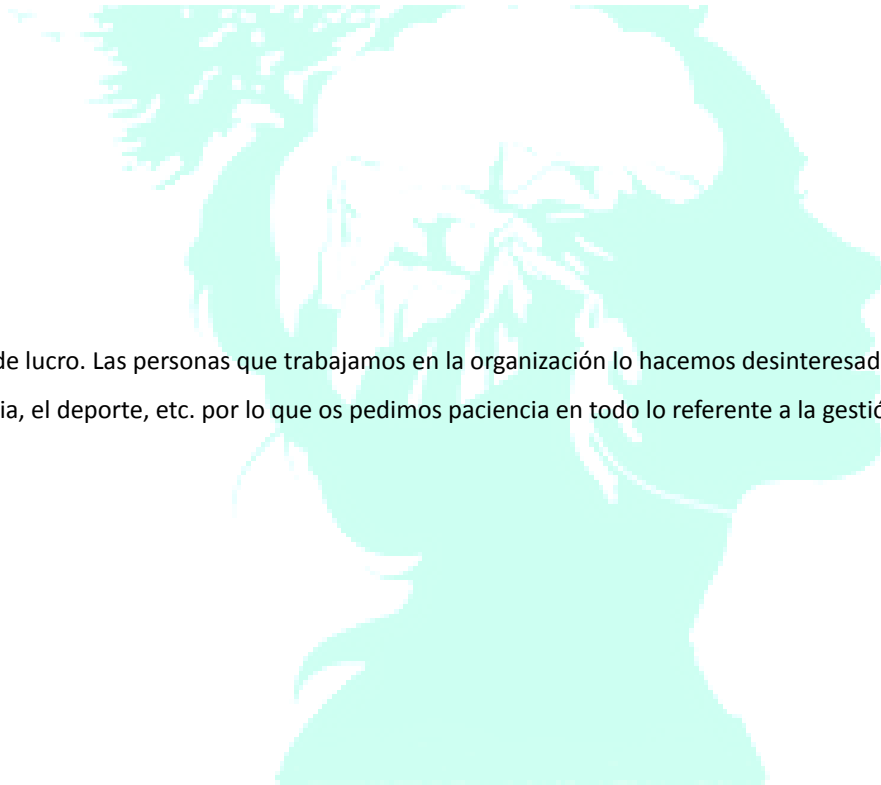 de lucro. Las personas que trabajamos en la organización lo hacemos desinteresad
ia, el deporte, etc. por lo que os pedimos paciencia en todo lo referente a la gestió